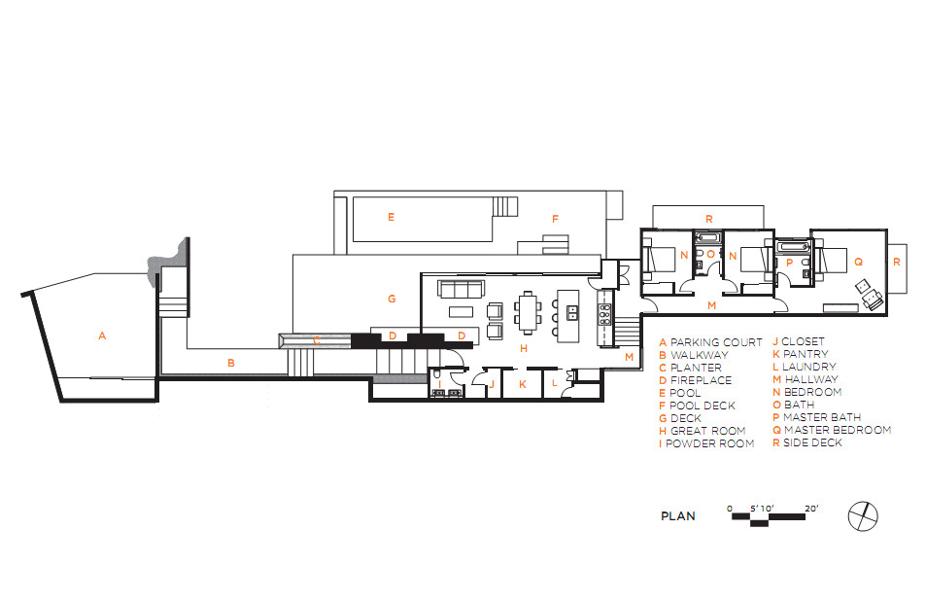 E
F
R
N
O
N
P
Q
R
G
M
A
C
D
D
H
B
M
I
J
K
L
A PARKING COURT
B WALKWAY
C PLANTER
D FIREPLACE
E POOL
F POOL DECK
G DECK
H GREAT ROOM
I POWDER ROOM
J CLOSET
K PANTRY
L LAUNDRY
M HALLWAY
N BEDROOM
O BATH
P MASTER BATH
Q MASTER BEDROOM
R SIDE DECK
PLAN
0 5' 10' 20'